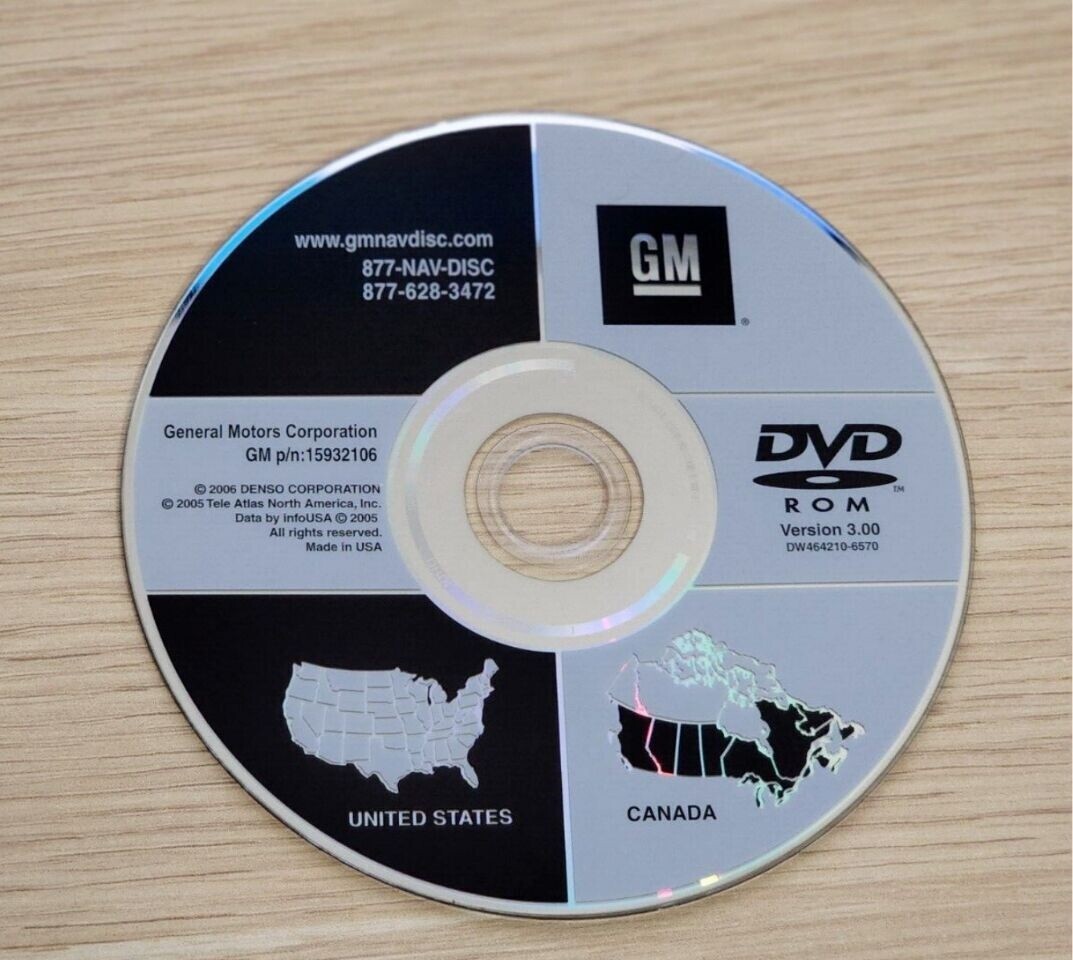 www.gmnavdisc.com
877-NAV-DISC
877-628-3472
GM
®
General Motors Corporation
GM p/n:15932106
© 2006 DENSO CORPORATION
© 2005 Tele Atlas North America, Inc.
Data by infoUSA © 2005
All rights reserved.
Made in USA
DVD
™
ROM
Version 3.00
DW464210-6570
UNITED STATES
CANADA